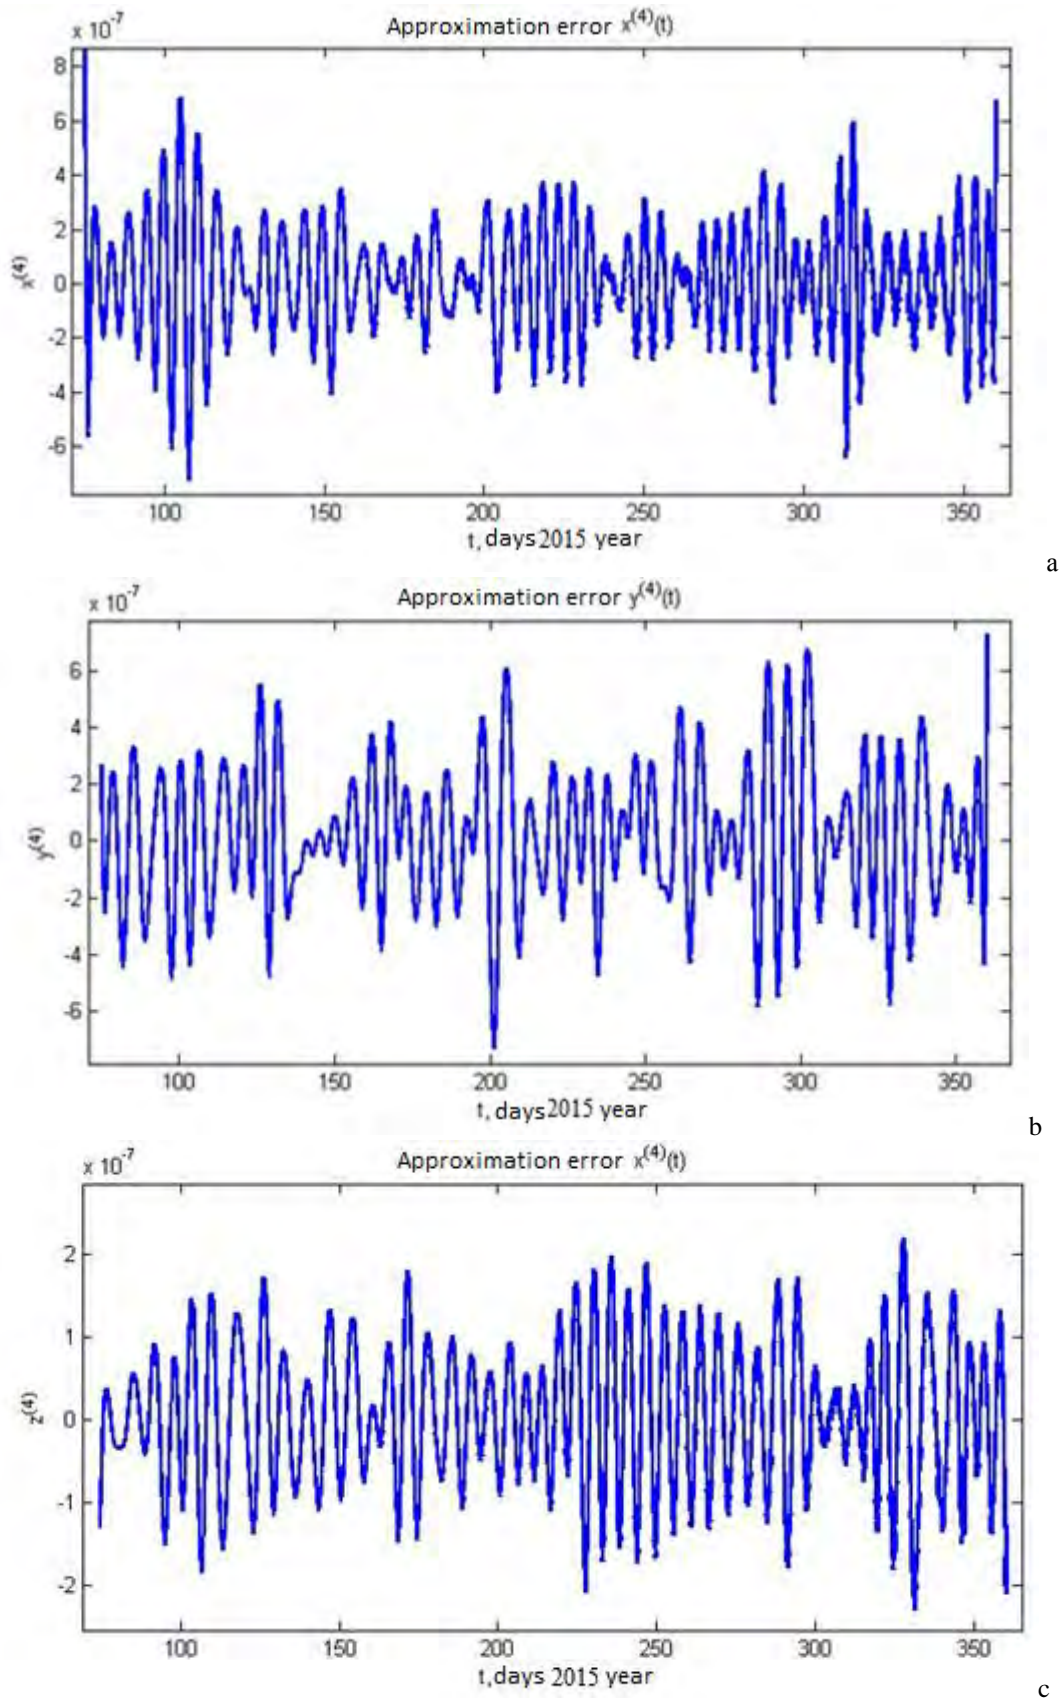 x 10⁻⁷
Approximation error x⁽⁴⁾(t)
8
6
4
2
0
-2
-4
-6
x⁽⁴⁾
100 150 200 250 300 350
t, days 2015 year
a
x 10⁻⁷
Approximation error y⁽⁴⁾(t)
6
4
2
0
-2
-4
-6
y⁽⁴⁾
100 150 200 250 300 350
t, days 2015 year
b
x 10⁻⁷
Approximation error x⁽⁴⁾(t)
2
1
0
-1
-2
z⁽⁴⁾
100 150 200 250 300 350
t, days 2015 year
c